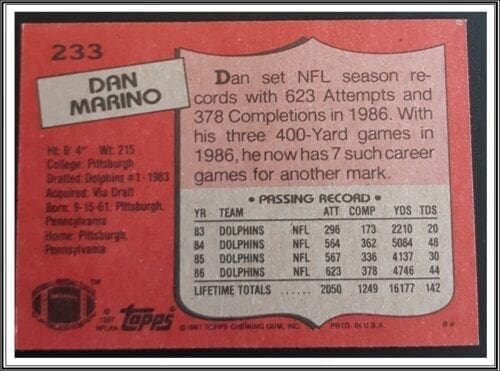 233
DAN
MARINO
Ht: 6' 4" Wt: 215
College: Pittsburgh
Drafted: Dolphins #1-1983
Acquired: Via Draft
Born: 9-15-61, Pittsburgh,
Pennsylvania
Home: Pittsburgh,
Pennsylvania
Dan set NFL season re-
cords with 623 Attempts and
378 Completions in 1986. With
his three 400-Yard games in
1986, he now has 7 such career
games for another mark.
• PASSING RECORD •
YR TEAM ATT COMP YDS TDS
83 DOLPHINS NFL 296 173 2210 20
84 DOLPHINS NFL 564 362 5084 48
85 DOLPHINS NFL 567 336 4137 30
86 DOLPHINS NFL 623 378 4746 44
LIFETIME TOTALS ...... 2050 1249 16177 142
TM
© 1987
NFLPA
topps
© 1987 TOPPS CHEWING GUM, INC. PRTD. IN U.S.A.